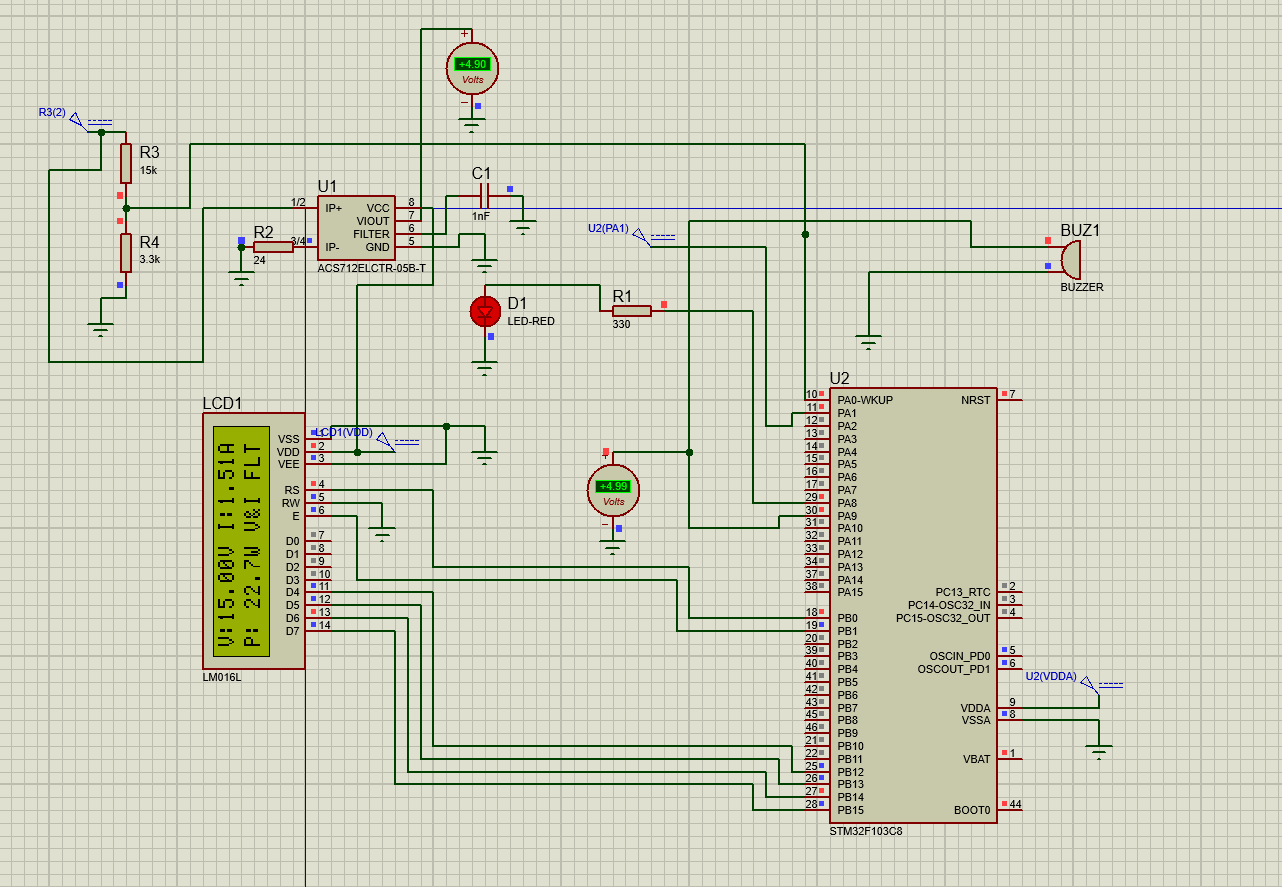 +4.90
Volts
R3(2)
R3
15k
R4
3.3k
U1
1/2 IP+ VCC 8
VIOUT 7
FILTER 6
3/4 IP- GND 5
ACS712ELCTR-05B-T
R2
24
C1
1nF
U2(PA1)
BUZ1
BUZZER
D1
LED-RED
R1
330
LCD1
LCD1(VDD)
VSS 1
VDD 2
VEE 3
RS 4
RW 5
E 6
D0 7
D1 8
D2 9
D3 10
D4 11
D5 12
D6 13
D7 14
V:15.00V I:1.51A
P: 22.7W V&I FLT
LM016L
+4.99
Volts
U2
10 PA0-WKUP NRST 7
11 PA1
12 PA2
13 PA3
14 PA4
15 PA5
16 PA6
17 PA7
29 PA8
30 PA9
31 PA10
32 PA11
33 PA12
34 PA13
37 PA14
38 PA15
PC13_RTC 2
PC14-OSC32_IN 3
PC15-OSC32_OUT 4
18 PB0
19 PB1
20 PB2
39 PB3
40 PB4
41 PB5
42 PB6
43 PB7
45 PB8
46 PB9
21 PB10
22 PB11
25 PB12
26 PB13
27 PB14
28 PB15
OSCIN_PD0 5
OSCOUT_PD1 6
U2(VDDA)
VDDA 9
VSSA 8
VBAT 1
BOOT0 44
STM32F103C8